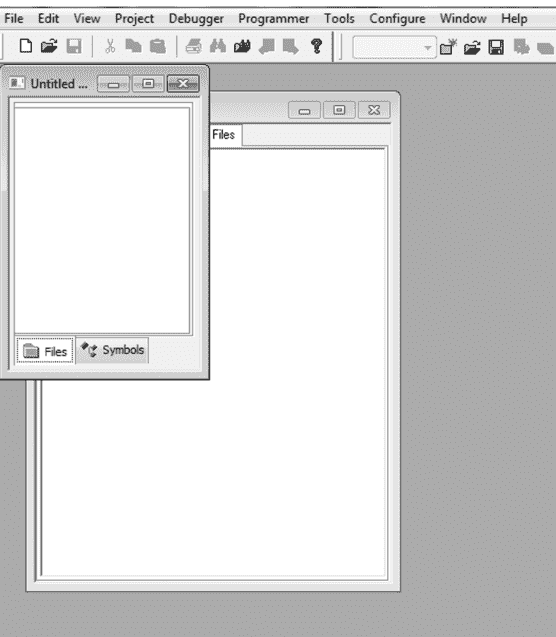 File Edit View Project Debugger Programmer Tools Configure Window Help
Untitled ...
Files
Files Symbols